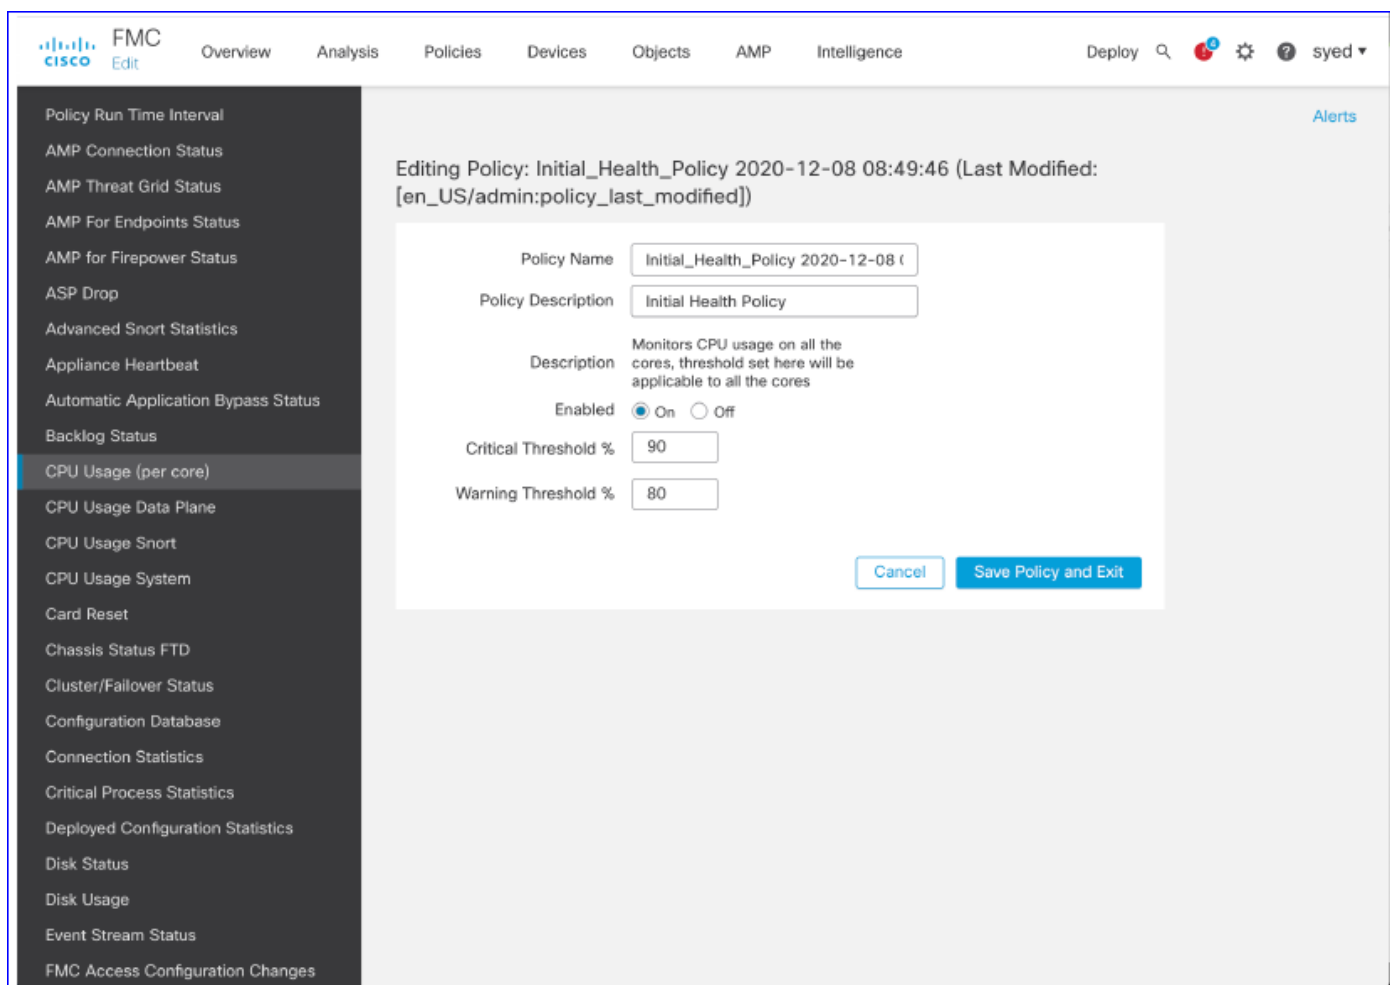 CISCO
FMC
Edit
Overview
Analysis
Policies
Devices
Objects
AMP
Intelligence
Deploy
4
syed
Policy Run Time Interval
AMP Connection Status
AMP Threat Grid Status
AMP For Endpoints Status
AMP for Firepower Status
ASP Drop
Advanced Snort Statistics
Appliance Heartbeat
Automatic Application Bypass Status
Backlog Status
CPU Usage (per core)
CPU Usage Data Plane
CPU Usage Snort
CPU Usage System
Card Reset
Chassis Status FTD
Cluster/Failover Status
Configuration Database
Connection Statistics
Critical Process Statistics
Deployed Configuration Statistics
Disk Status
Disk Usage
Event Stream Status
FMC Access Configuration Changes
Alerts
Editing Policy: Initial_Health_Policy 2020-12-08 08:49:46 (Last Modified:
[en_US/admin:policy_last_modified])
Policy Name
Initial_Health_Policy 2020-12-08
Policy Description
Initial Health Policy
Description
Monitors CPU usage on all the
cores, threshold set here will be
applicable to all the cores
Enabled
On
Off
Critical Threshold %
90
Warning Threshold %
80
Cancel
Save Policy and Exit